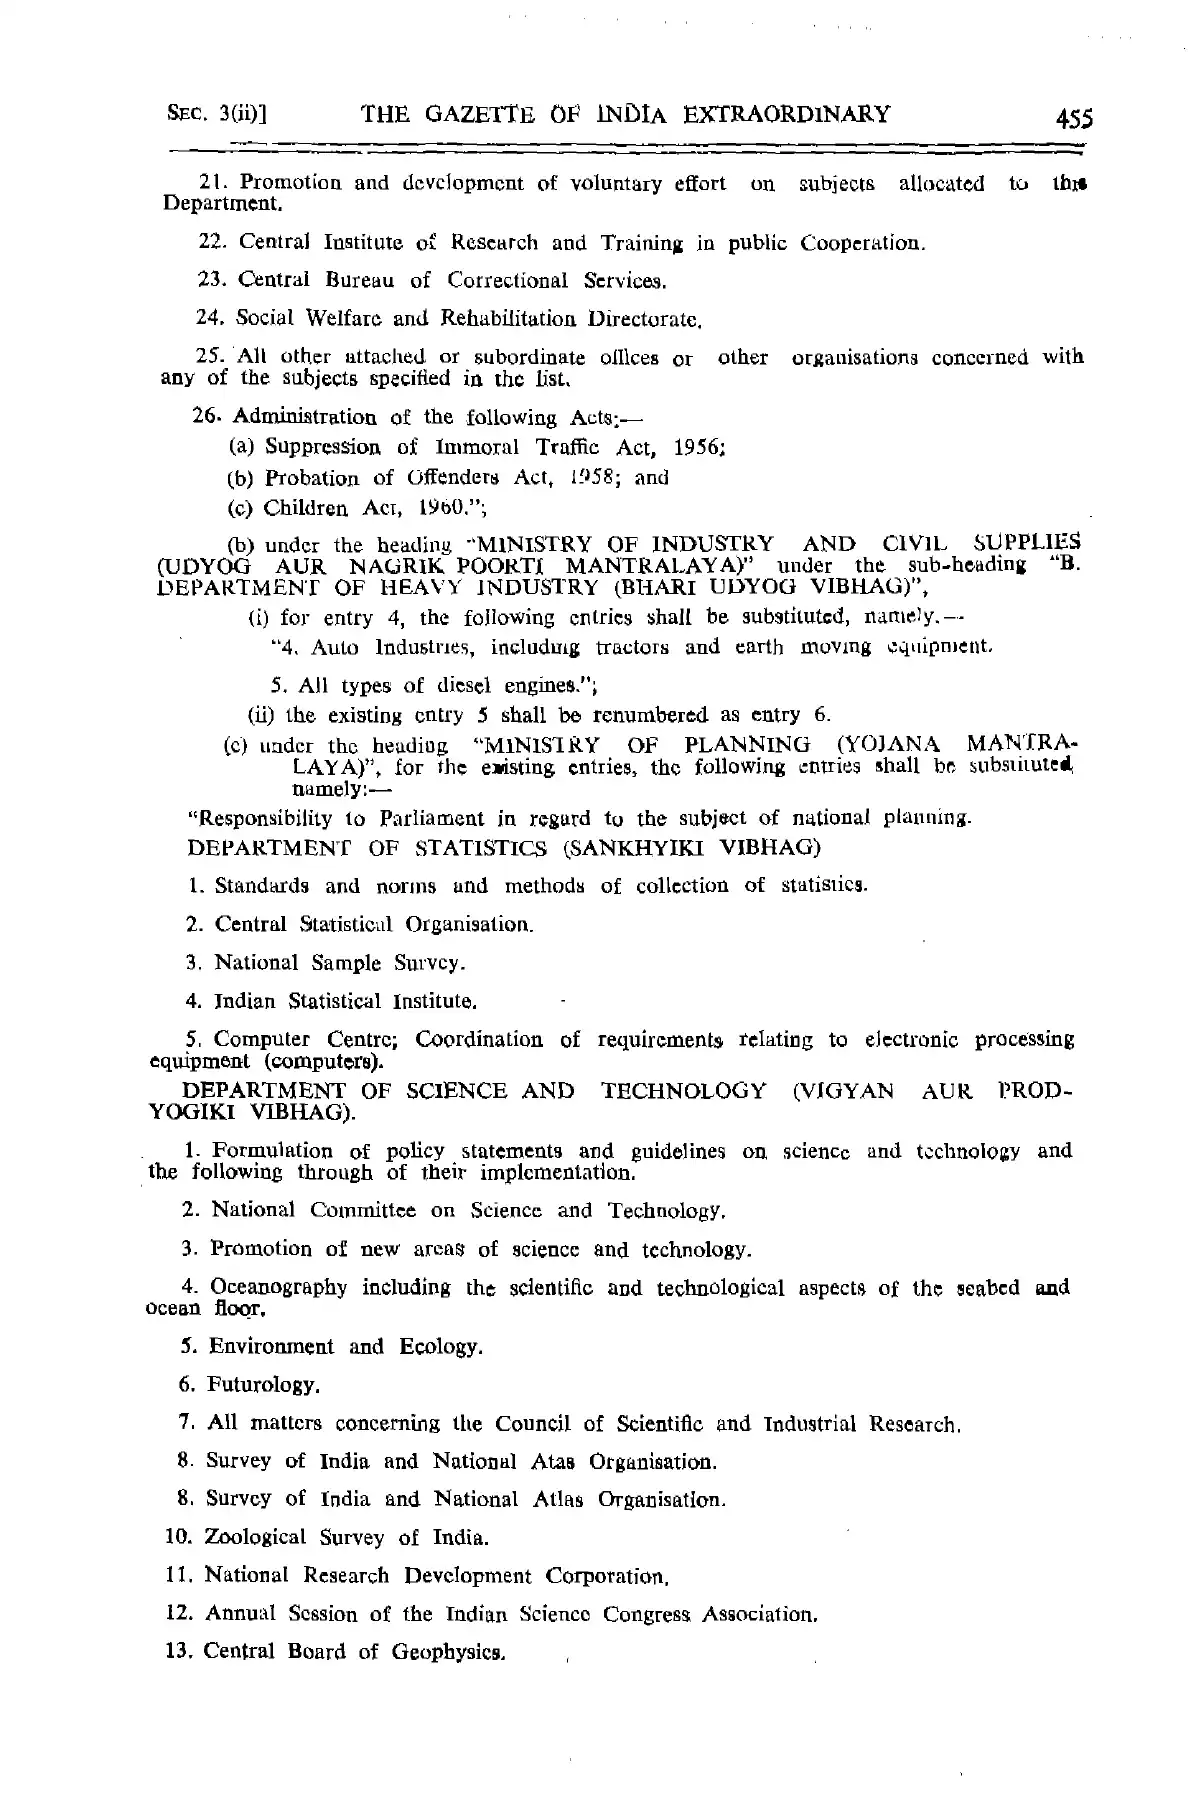 SEC. 3(ii)] THE GAZETTE OF INDIA EXTRAORDINARY 455
21. Promotion and development of voluntary effort on subjects allocated to this
Department.
22. Central Institute of Research and Training in public Cooperation.
23. Central Bureau of Correctional Services.
24. Social Welfare and Rehabilitation Directorate.
25. All other attached or subordinate offices or other organisations concerned with
any of the subjects specified in the list.
26. Administration of the following Acts:—
(a) Suppression of Immoral Traffic Act, 1956;
(b) Probation of Offenders Act, 1958; and
(c) Children Act, 1960.";
(b) under the heading "MINISTRY OF INDUSTRY AND CIVIL SUPPLIES
(UDYOG AUR NAGRIK POORTI MANTRALAYA)" under the sub-heading "B.
DEPARTMENT OF HEAVY INDUSTRY (BHARI UDYOG VIBHAG)",
(i) for entry 4, the following entries shall be substituted, namely.—
"4. Auto Industries, including tractors and earth moving equipment.
5. All types of diesel engines.";
(ii) the existing entry 5 shall be renumbered as entry 6.
(c) under the heading "MINISTRY OF PLANNING (YOJANA MANTRA-
LAYA)", for the existing entries, the following entries shall be substituted,
namely:—
"Responsibility to Parliament in regard to the subject of national planning.
DEPARTMENT OF STATISTICS (SANKHYIKI VIBHAG)
1. Standards and norms and methods of collection of statistics.
2. Central Statistical Organisation.
3. National Sample Survey.
4. Indian Statistical Institute.
5. Computer Centre; Coordination of requirements relating to electronic processing
equipment (computers).
DEPARTMENT OF SCIENCE AND TECHNOLOGY (VIGYAN AUR PROD-
YOGIKI VIBHAG).
1. Formulation of policy statements and guidelines on science and technology and
the following through of their implementation.
2. National Committee on Science and Technology.
3. Promotion of new areas of science and technology.
4. Oceanography including the scientific and technological aspects of the seabed and
ocean floor.
5. Environment and Ecology.
6. Futurology.
7. All matters concerning the Council of Scientific and Industrial Research.
8. Survey of India and National Atas Organisation.
8. Survey of India and National Atlas Organisation.
10. Zoological Survey of India.
11. National Research Development Corporation.
12. Annual Session of the Indian Science Congress Association.
13. Central Board of Geophysics.